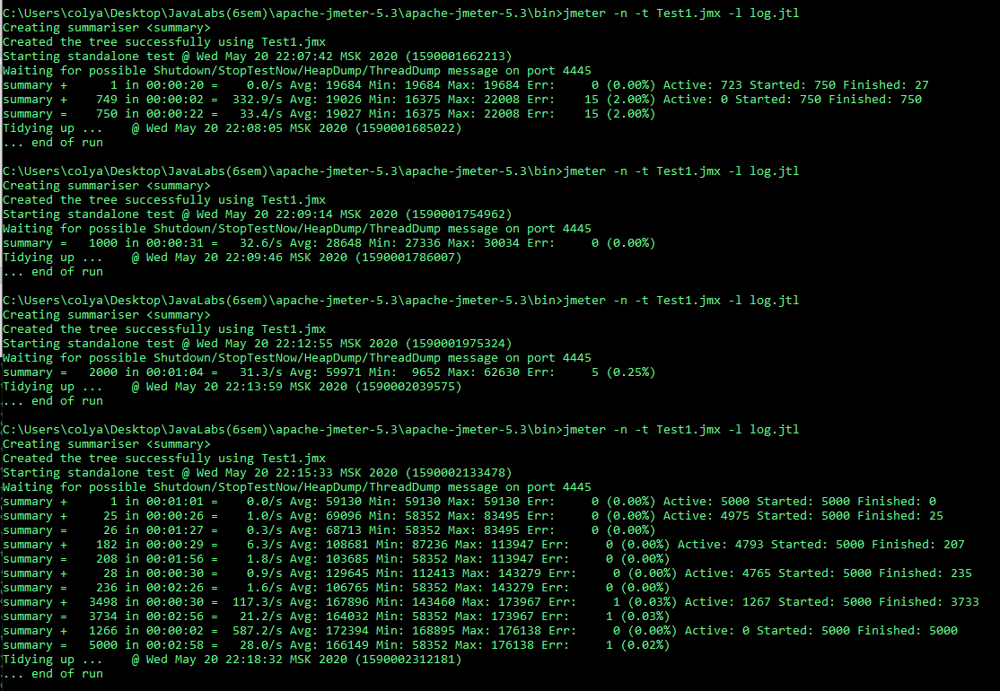 C:\Users\colya\Desktop\JavaLabs(6sem)\apache-jmeter-5.3\apache-jmeter-5.3\bin>jmeter -n -t Test1.jmx -l log.jtl
Creating summariser <summary>
Created the tree successfully using Test1.jmx
Starting standalone test @ Wed May 20 22:07:42 MSK 2020 (1590001662213)
Waiting for possible Shutdown/StopTestNow/HeapDump/ThreadDump message on port 4445
summary +      1 in 00:00:20 =    0.0/s Avg: 19684 Min: 19684 Max: 19684 Err:     0 (0.00%) Active: 723 Started: 750 Finished: 27
summary +    749 in 00:00:02 =  332.9/s Avg: 19026 Min: 16375 Max: 22008 Err:    15 (2.00%) Active: 0 Started: 750 Finished: 750
summary =    750 in 00:00:22 =   33.4/s Avg: 19027 Min: 16375 Max: 22008 Err:    15 (2.00%)
Tidying up ...    @ Wed May 20 22:08:05 MSK 2020 (1590001685022)
... end of run
C:\Users\colya\Desktop\JavaLabs(6sem)\apache-jmeter-5.3\apache-jmeter-5.3\bin>jmeter -n -t Test1.jmx -l log.jtl
Creating summariser <summary>
Created the tree successfully using Test1.jmx
Starting standalone test @ Wed May 20 22:09:14 MSK 2020 (1590001754962)
Waiting for possible Shutdown/StopTestNow/HeapDump/ThreadDump message on port 4445
summary =   1000 in 00:00:31 =   32.6/s Avg: 28648 Min: 27336 Max: 30034 Err:     0 (0.00%)
Tidying up ...    @ Wed May 20 22:09:46 MSK 2020 (1590001786007)
... end of run
C:\Users\colya\Desktop\JavaLabs(6sem)\apache-jmeter-5.3\apache-jmeter-5.3\bin>jmeter -n -t Test1.jmx -l log.jtl
Creating summariser <summary>
Created the tree successfully using Test1.jmx
Starting standalone test @ Wed May 20 22:12:55 MSK 2020 (1590001975324)
Waiting for possible Shutdown/StopTestNow/HeapDump/ThreadDump message on port 4445
summary =   2000 in 00:01:04 =   31.3/s Avg: 59971 Min:  9652 Max: 62630 Err:     5 (0.25%)
Tidying up ...    @ Wed May 20 22:13:59 MSK 2020 (1590002039575)
... end of run
C:\Users\colya\Desktop\JavaLabs(6sem)\apache-jmeter-5.3\apache-jmeter-5.3\bin>jmeter -n -t Test1.jmx -l log.jtl
Creating summariser <summary>
Created the tree successfully using Test1.jmx
Starting standalone test @ Wed May 20 22:15:33 MSK 2020 (1590002133478)
Waiting for possible Shutdown/StopTestNow/HeapDump/ThreadDump message on port 4445
summary +      1 in 00:01:01 =    0.0/s Avg: 59130 Min: 59130 Max: 59130 Err:     0 (0.00%) Active: 5000 Started: 5000 Finished: 0
summary +     25 in 00:00:26 =    1.0/s Avg: 69096 Min: 58352 Max: 83495 Err:     0 (0.00%) Active: 4975 Started: 5000 Finished: 25
summary =     26 in 00:01:27 =    0.3/s Avg: 68713 Min: 58352 Max: 83495 Err:     0 (0.00%)
summary +    182 in 00:00:29 =    6.3/s Avg: 108681 Min: 87236 Max: 113947 Err:     0 (0.00%) Active: 4793 Started: 5000 Finished: 207
summary =    208 in 00:01:56 =    1.8/s Avg: 103685 Min: 58352 Max: 113947 Err:     0 (0.00%)
summary +     28 in 00:00:30 =    0.9/s Avg: 129645 Min: 112413 Max: 143279 Err:     0 (0.00%) Active: 4765 Started: 5000 Finished: 235
summary =    236 in 00:02:26 =    1.6/s Avg: 106765 Min: 58352 Max: 143279 Err:     0 (0.00%)
summary +   3498 in 00:00:30 =  117.3/s Avg: 167896 Min: 143460 Max: 173967 Err:     1 (0.03%) Active: 1267 Started: 5000 Finished: 3733
summary =   3734 in 00:02:56 =   21.2/s Avg: 164032 Min: 58352 Max: 173967 Err:     1 (0.03%)
summary +   1266 in 00:00:02 =  587.2/s Avg: 172394 Min: 168895 Max: 176138 Err:     0 (0.00%) Active: 0 Started: 5000 Finished: 5000
summary =   5000 in 00:02:58 =   28.0/s Avg: 166149 Min: 58352 Max: 176138 Err:     1 (0.02%)
Tidying up ...    @ Wed May 20 22:18:32 MSK 2020 (1590002312181)
... end of run